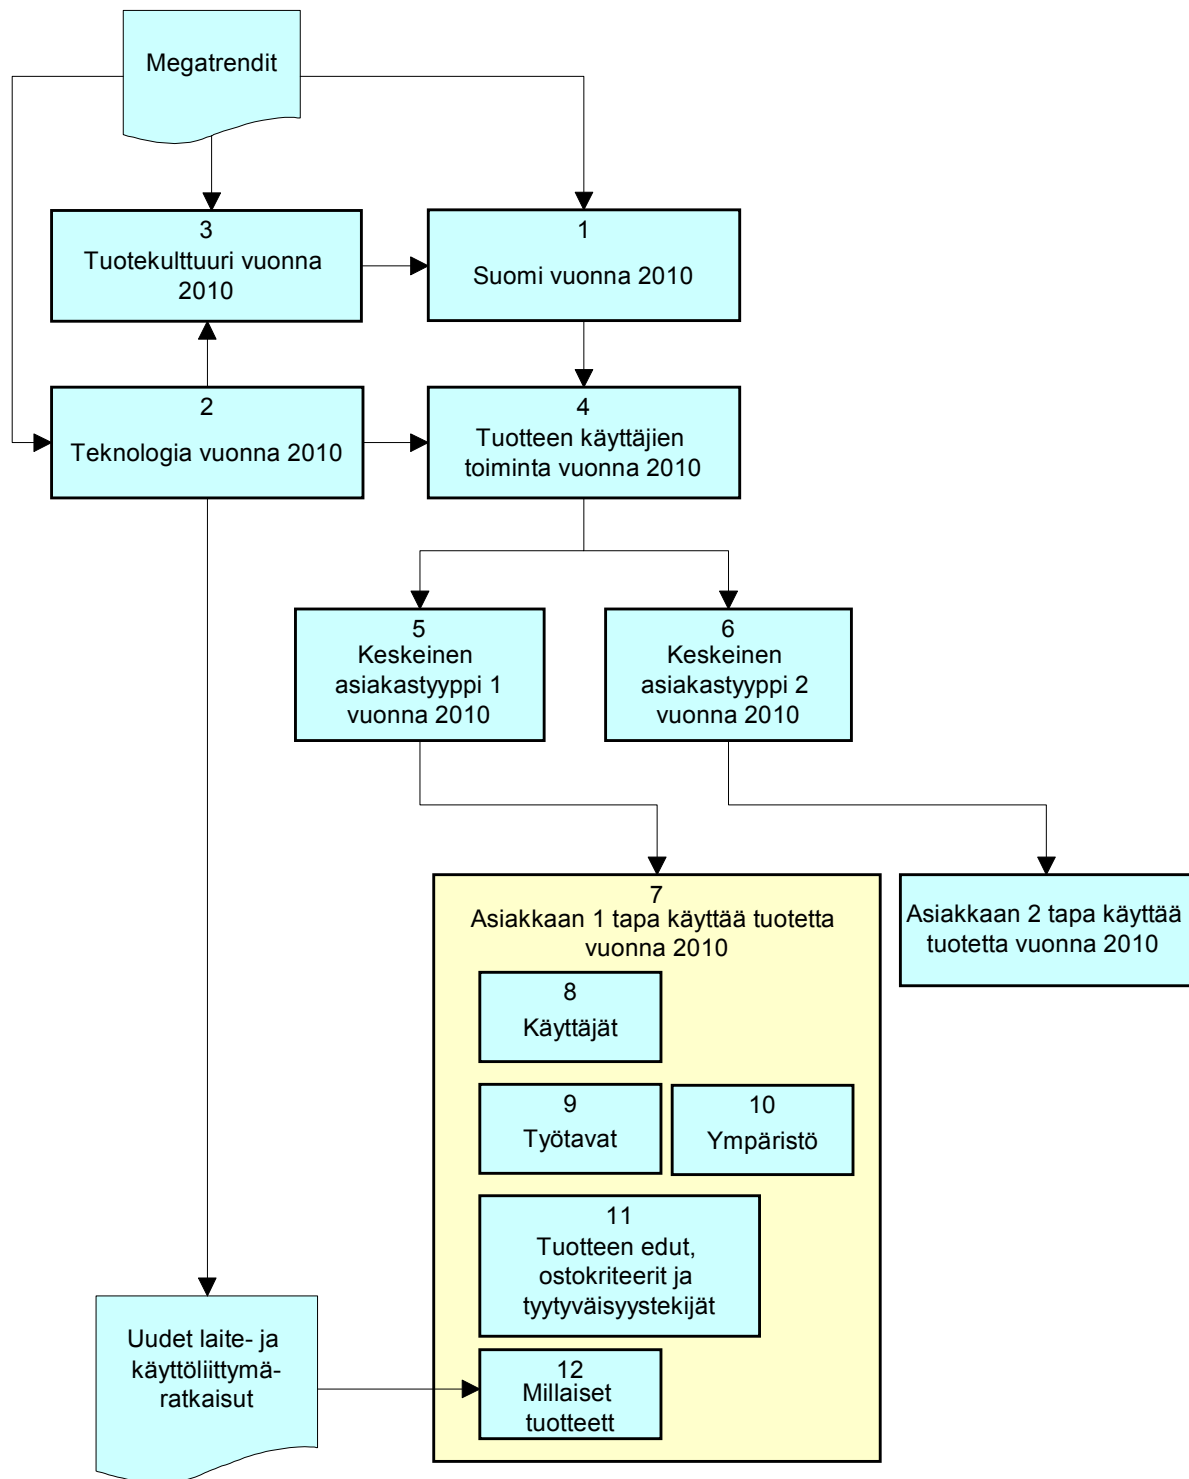 Megatrendit
3
Tuotekulttuuri vuonna
2010
1
Suomi vuonna 2010
2
Teknologia vuonna 2010
4
Tuotteen käyttäjien
toiminta vuonna 2010
5
Keskeinen
asiakastyyppi 1
vuonna 2010
6
Keskeinen
asiakastyyppi 2
vuonna 2010
7
Asiakkaan 1 tapa käyttää tuotetta
vuonna 2010
Asiakkaan 2 tapa käyttää
tuotetta vuonna 2010
8
Käyttäjät
9
Työtavat
10
Ympäristö
11
Tuotteen edut,
ostokriteerit ja
tyytyväisyystekijät
Uudet laite- ja
käyttöliittymä-
ratkaisut
12
Millaiset
tuotteett